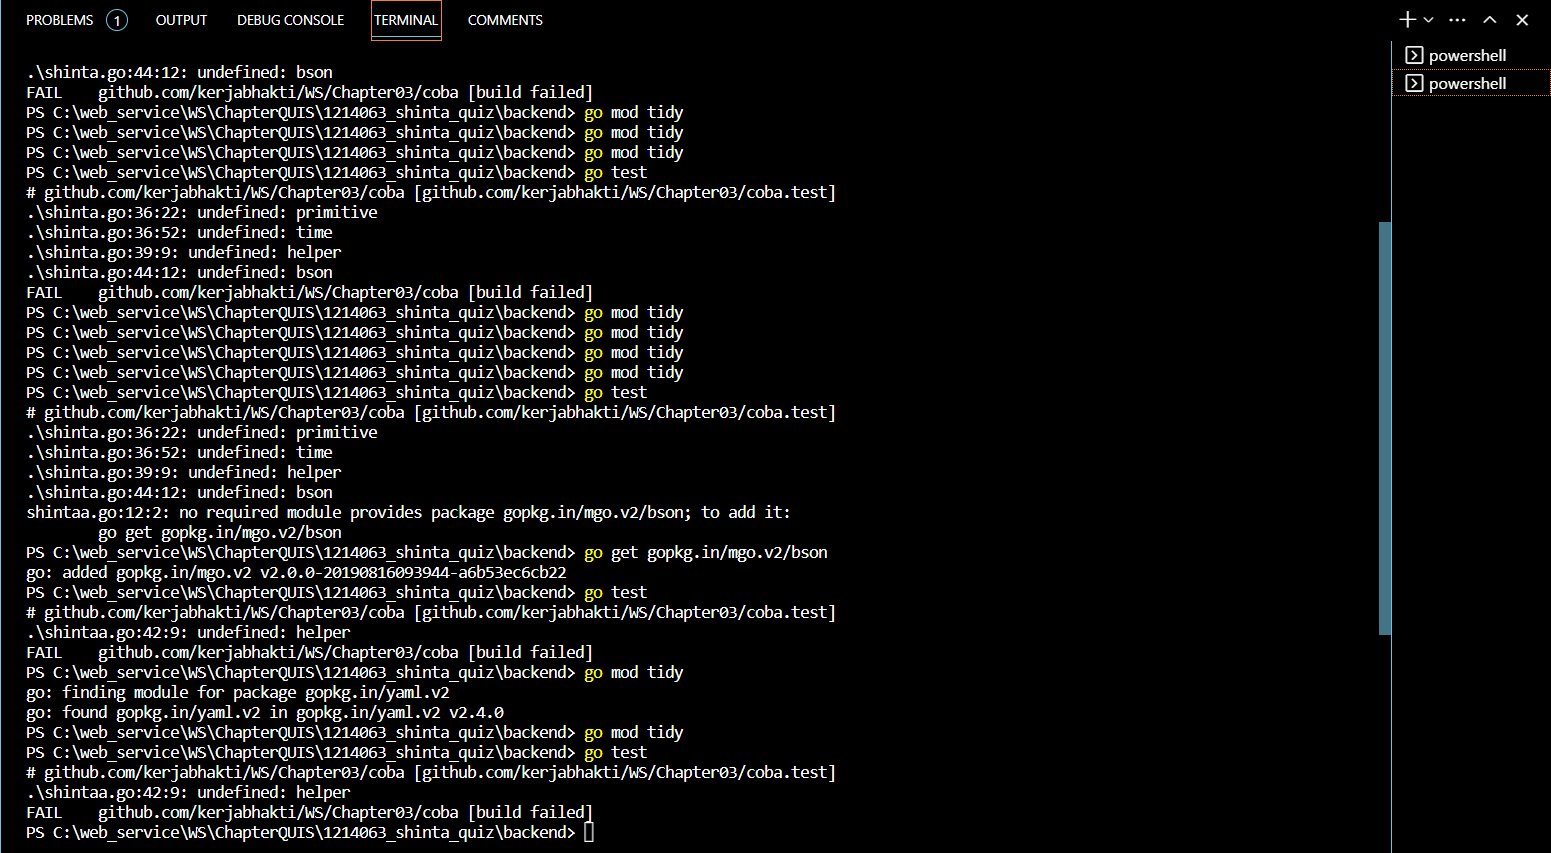 PROBLEMS 1 OUTPUT DEBUG CONSOLE TERMINAL COMMENTS
powershell
powershell
.\shinta.go:44:12: undefined: bson
FAIL    github.com/kerjabhakti/WS/Chapter03/coba [build failed]
PS C:\web_service\WS\ChapterQUIS\1214063_shinta_quiz\backend> go mod tidy
PS C:\web_service\WS\ChapterQUIS\1214063_shinta_quiz\backend> go mod tidy
PS C:\web_service\WS\ChapterQUIS\1214063_shinta_quiz\backend> go mod tidy
PS C:\web_service\WS\ChapterQUIS\1214063_shinta_quiz\backend> go test
# github.com/kerjabhakti/WS/Chapter03/coba [github.com/kerjabhakti/WS/Chapter03/coba.test]
.\shinta.go:36:22: undefined: primitive
.\shinta.go:36:52: undefined: time
.\shinta.go:39:9: undefined: helper
.\shinta.go:44:12: undefined: bson
FAIL    github.com/kerjabhakti/WS/Chapter03/coba [build failed]
PS C:\web_service\WS\ChapterQUIS\1214063_shinta_quiz\backend> go mod tidy
PS C:\web_service\WS\ChapterQUIS\1214063_shinta_quiz\backend> go mod tidy
PS C:\web_service\WS\ChapterQUIS\1214063_shinta_quiz\backend> go mod tidy
PS C:\web_service\WS\ChapterQUIS\1214063_shinta_quiz\backend> go mod tidy
PS C:\web_service\WS\ChapterQUIS\1214063_shinta_quiz\backend> go test
# github.com/kerjabhakti/WS/Chapter03/coba [github.com/kerjabhakti/WS/Chapter03/coba.test]
.\shinta.go:36:22: undefined: primitive
.\shinta.go:36:52: undefined: time
.\shinta.go:39:9: undefined: helper
.\shinta.go:44:12: undefined: bson
shintaa.go:12:2: no required module provides package gopkg.in/mgo.v2/bson; to add it:
        go get gopkg.in/mgo.v2/bson
PS C:\web_service\WS\ChapterQUIS\1214063_shinta_quiz\backend> go get gopkg.in/mgo.v2/bson
go: added gopkg.in/mgo.v2 v2.0.0-20190816093944-a6b53ec6cb22
PS C:\web_service\WS\ChapterQUIS\1214063_shinta_quiz\backend> go test
# github.com/kerjabhakti/WS/Chapter03/coba [github.com/kerjabhakti/WS/Chapter03/coba.test]
.\shintaa.go:42:9: undefined: helper
FAIL    github.com/kerjabhakti/WS/Chapter03/coba [build failed]
PS C:\web_service\WS\ChapterQUIS\1214063_shinta_quiz\backend> go mod tidy
go: finding module for package gopkg.in/yaml.v2
go: found gopkg.in/yaml.v2 in gopkg.in/yaml.v2 v2.4.0
PS C:\web_service\WS\ChapterQUIS\1214063_shinta_quiz\backend> go mod tidy
PS C:\web_service\WS\ChapterQUIS\1214063_shinta_quiz\backend> go test
# github.com/kerjabhakti/WS/Chapter03/coba [github.com/kerjabhakti/WS/Chapter03/coba.test]
.\shintaa.go:42:9: undefined: helper
FAIL    github.com/kerjabhakti/WS/Chapter03/coba [build failed]
PS C:\web_service\WS\ChapterQUIS\1214063_shinta_quiz\backend>